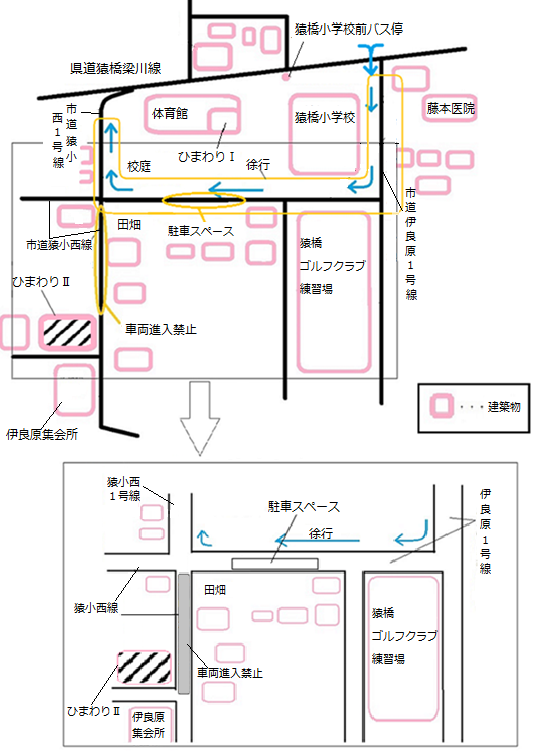 猿橋小学校前バス停
県道猿橋梁川線
市道猿小
西1号線
体育館
猿橋小学校
藤本医院
ひまわりⅠ
校庭
徐行
市道伊良原1号線
田畑
駐車スペース
市道猿小西線
猿橋
ゴルフクラブ
練習場
ひまわりⅡ
車両進入禁止
・・・建築物
伊良原集会所
猿小西
1号線
駐車スペース
徐行
伊良原1号線
田畑
猿小西線
猿橋
ゴルフクラブ
練習場
車両進入禁止
ひまわりⅡ
伊良原
集会所